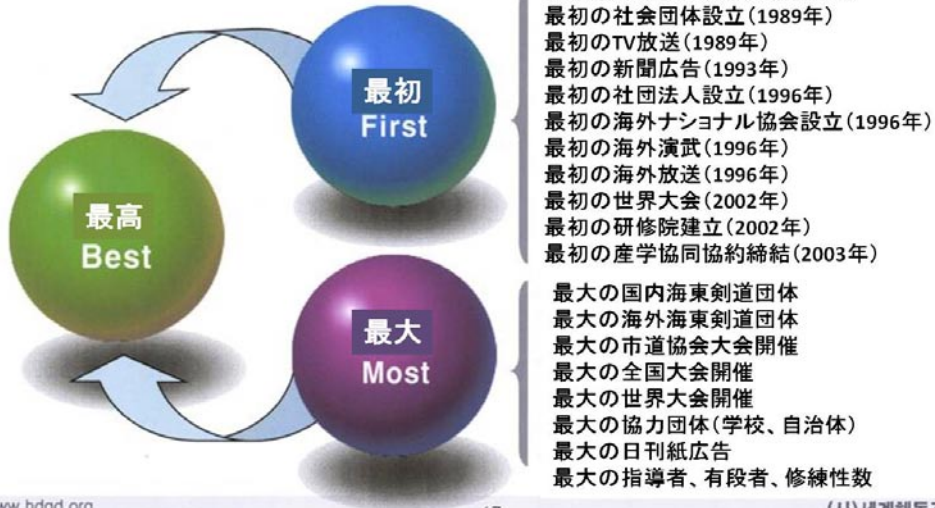 最初
First
最初の社会団体設立(1989年)
最初のTV放送(1989年)
最初の新聞広告(1993年)
最初の社団法人設立(1996年)
最初の海外ナショナル協会設立(1996年)
最初の海外演武(1996年)
最初の海外放送(1996年)
最初の世界大会(2002年)
最初の研修院建立(2002年)
最初の産学協同協約締結(2003年)
最高
Best
最大
Most
最大の国内海東剣道団体
最大の海外海東剣道団体
最大の市道協会大会開催
最大の全国大会開催
最大の世界大会開催
最大の協力団体(学校、自治体)
最大の日刊紙広告
最大の指導者、有段者、修練性数